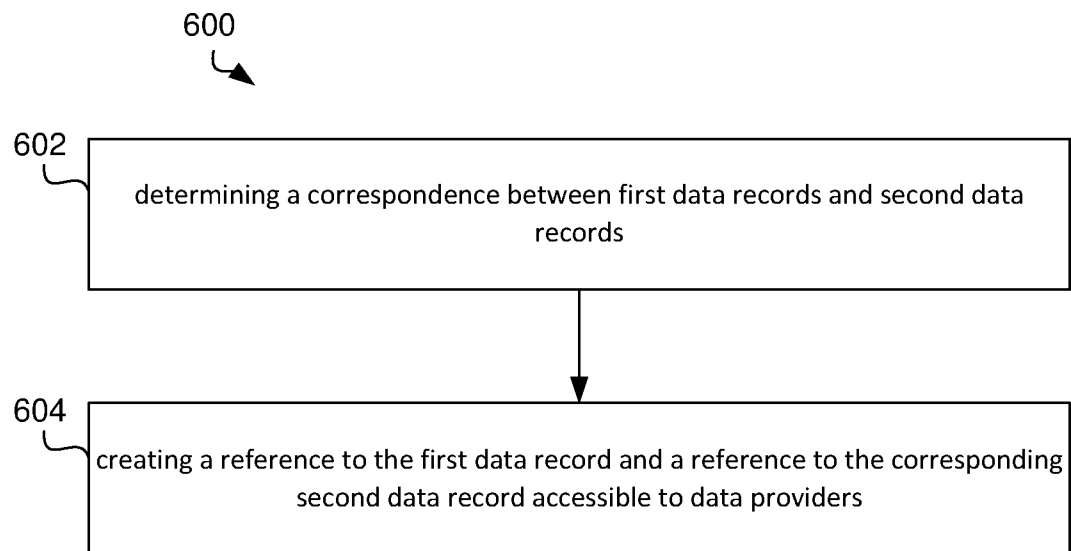 600
602
determining a correspondence between first data records and second data
records
604
creating a reference to the first data record and a reference to the corresponding
second data record accessible to data providers